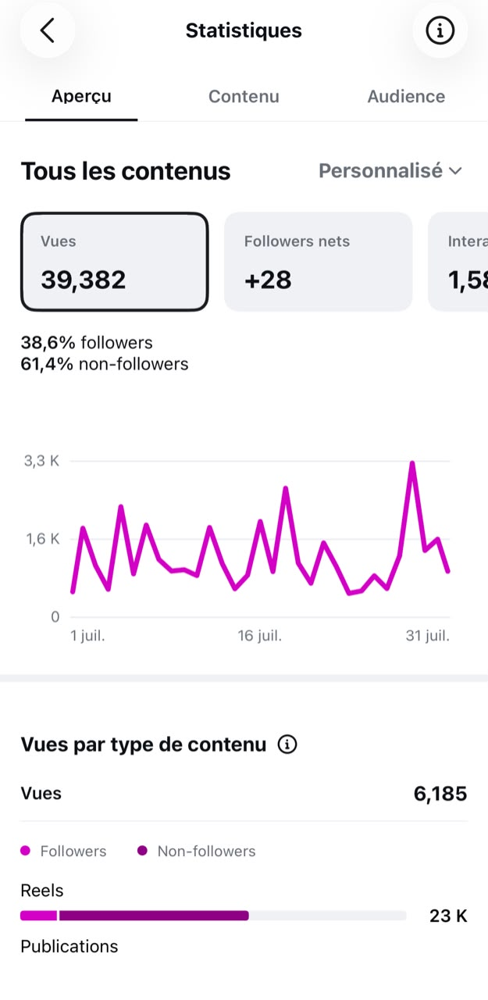 Statistiques
Aperçu Contenu Audience
Tous les contenus Personnalisé
Vues Followers nets Intera
39,382 +28 1,58
38,6% followers
61,4% non-followers
3,3 K
1,6 K
0
1 juil. 16 juil. 31 juil.
Vues par type de contenu
Vues 6,185
Followers Non-followers
Reels
23 K
Publications